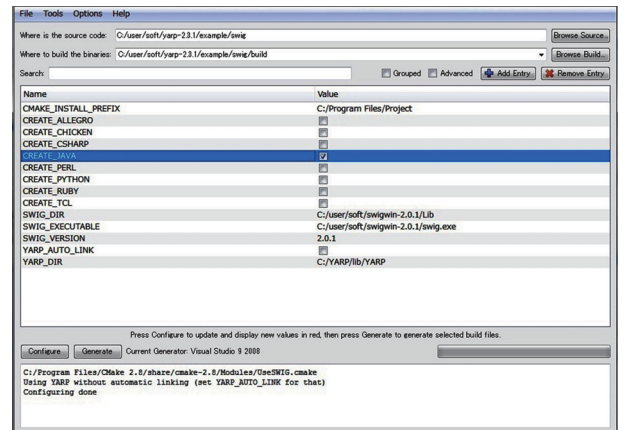 File Tools Options Help
Where is the source code: C:/user/soft/yarp-2.3.1/example/swig Browse Source...
Where to build the binaries: C:/user/soft/yarp-2.3.1/example/swig/build Browse Build...
Search: Grouped Advanced Add Entry Remove Entry
Name Value
CMAKE_INSTALL_PREFIX C:/Program Files/Project
CREATE_ALLEGRO
CREATE_CHICKEN
CREATE_CSHARP
CREATE_JAVA
CREATE_PERL
CREATE_PYTHON
CREATE_RUBY
CREATE_TCL
SWIG_DIR C:/user/soft/swigwin-2.0.1/Lib
SWIG_EXECUTABLE C:/user/soft/swigwin-2.0.1/swig.exe
SWIG_VERSION 2.0.1
YARP_AUTO_LINK
YARP_DIR C:/YARP/lib/YARP
Press Configure to update and display new values in red, then press Generate to generate selected build files.
Configure Generate Current Generator: Visual Studio 9 2008
C:/Program Files/CMake 2.8/share/cmake-2.8/Modules/UseSWIG.cmake
Using YARP without automatic linking (set YARP_AUTO_LINK for that)
Configuring done